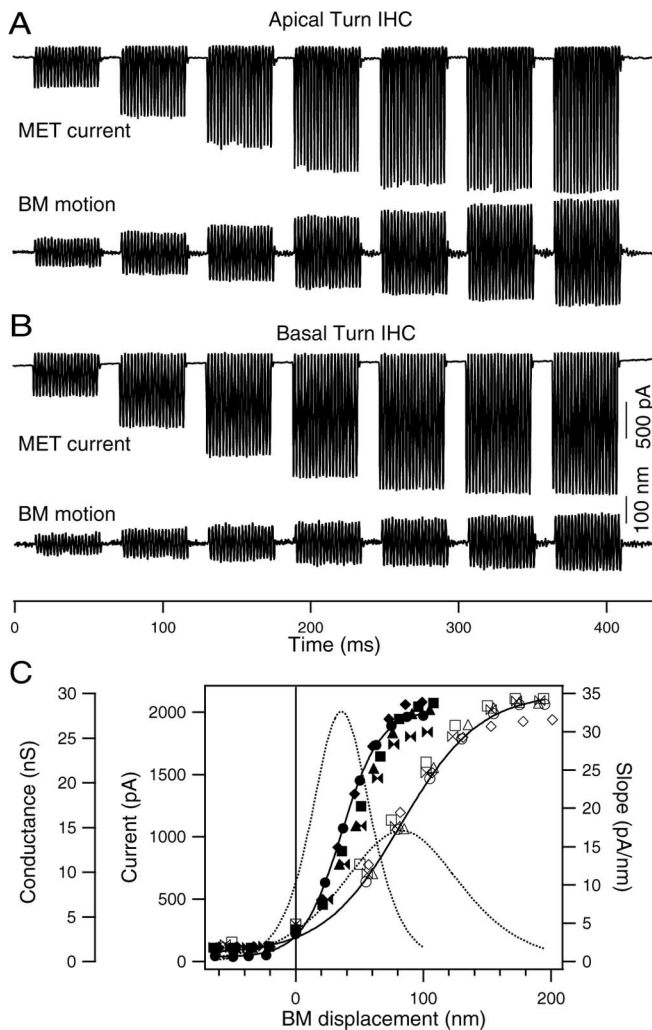 A
Apical Turn IHC
MET current
BM motion
B
Basal Turn IHC
MET current
500 pA
BM motion
100 nm
0 100 200 300 400
Time (ms)
C
30 25 20 15 10 5 0
Conductance (nS)
2000 1500 1000 500 0
Current (pA)
35 30 25 20 15 10 5 0
Slope (pA/nm)
0 100 200
BM displacement (nm)